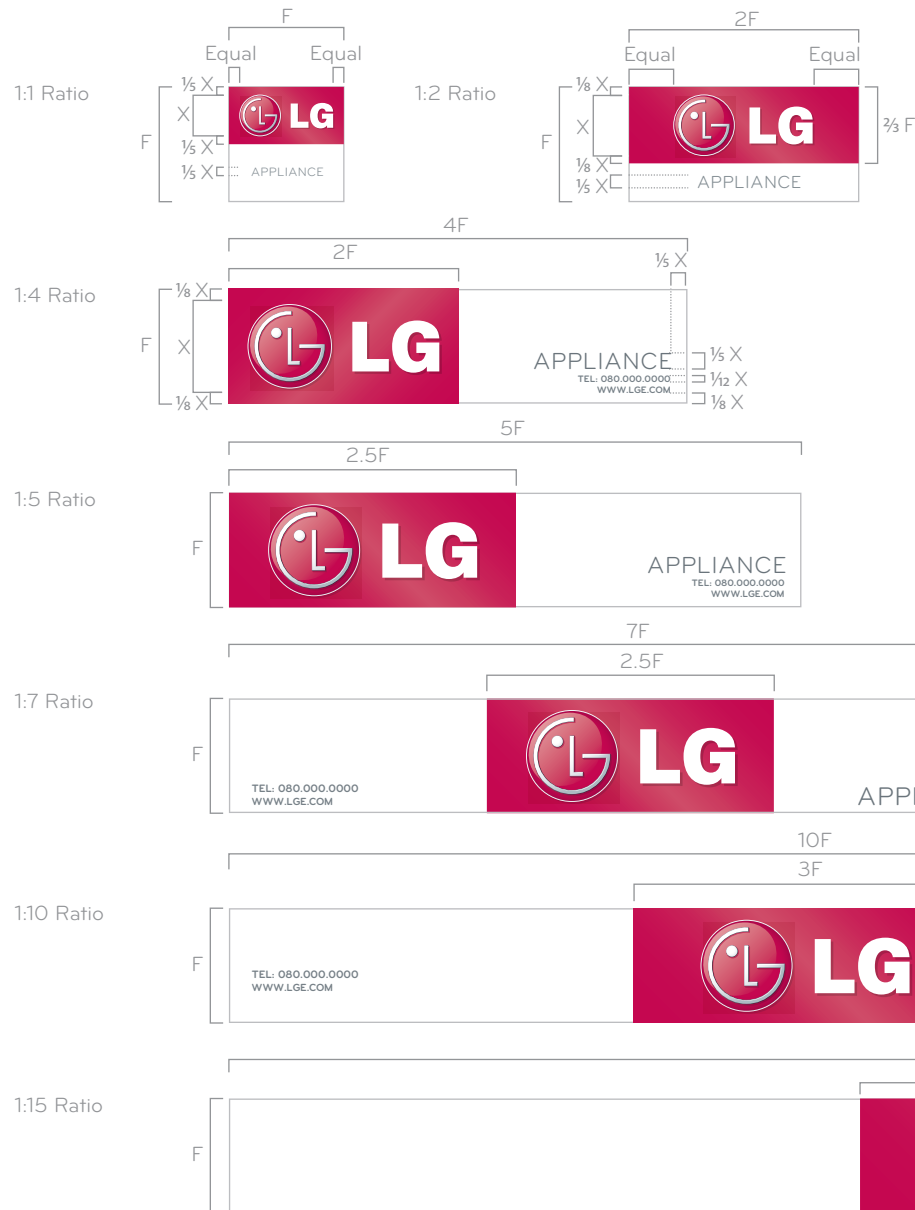 F
Equal Equal
1:1 Ratio
⅕ X
X
F
⅕ X
⅕ X
LG
APPLIANCE
2F
Equal Equal
1:2 Ratio
⅛ X
X
F
⅛ X
⅕ X
⅔ F
LG
APPLIANCE
4F
2F
⅕ X
1:4 Ratio
⅛ X
F
X
⅛ X
LG
APPLIANCE
TEL: 080.000.0000
WWW.LGE.COM
⅕ X
1/12 X
⅛ X
5F
2.5F
1:5 Ratio
F
LG
APPLIANCE
TEL: 080.000.0000
WWW.LGE.COM
7F
2.5F
1:7 Ratio
F
TEL: 080.000.0000
WWW.LGE.COM
LG
10F
3F
1:10 Ratio
F
TEL: 080.000.0000
WWW.LGE.COM
LG
1:15 Ratio
F